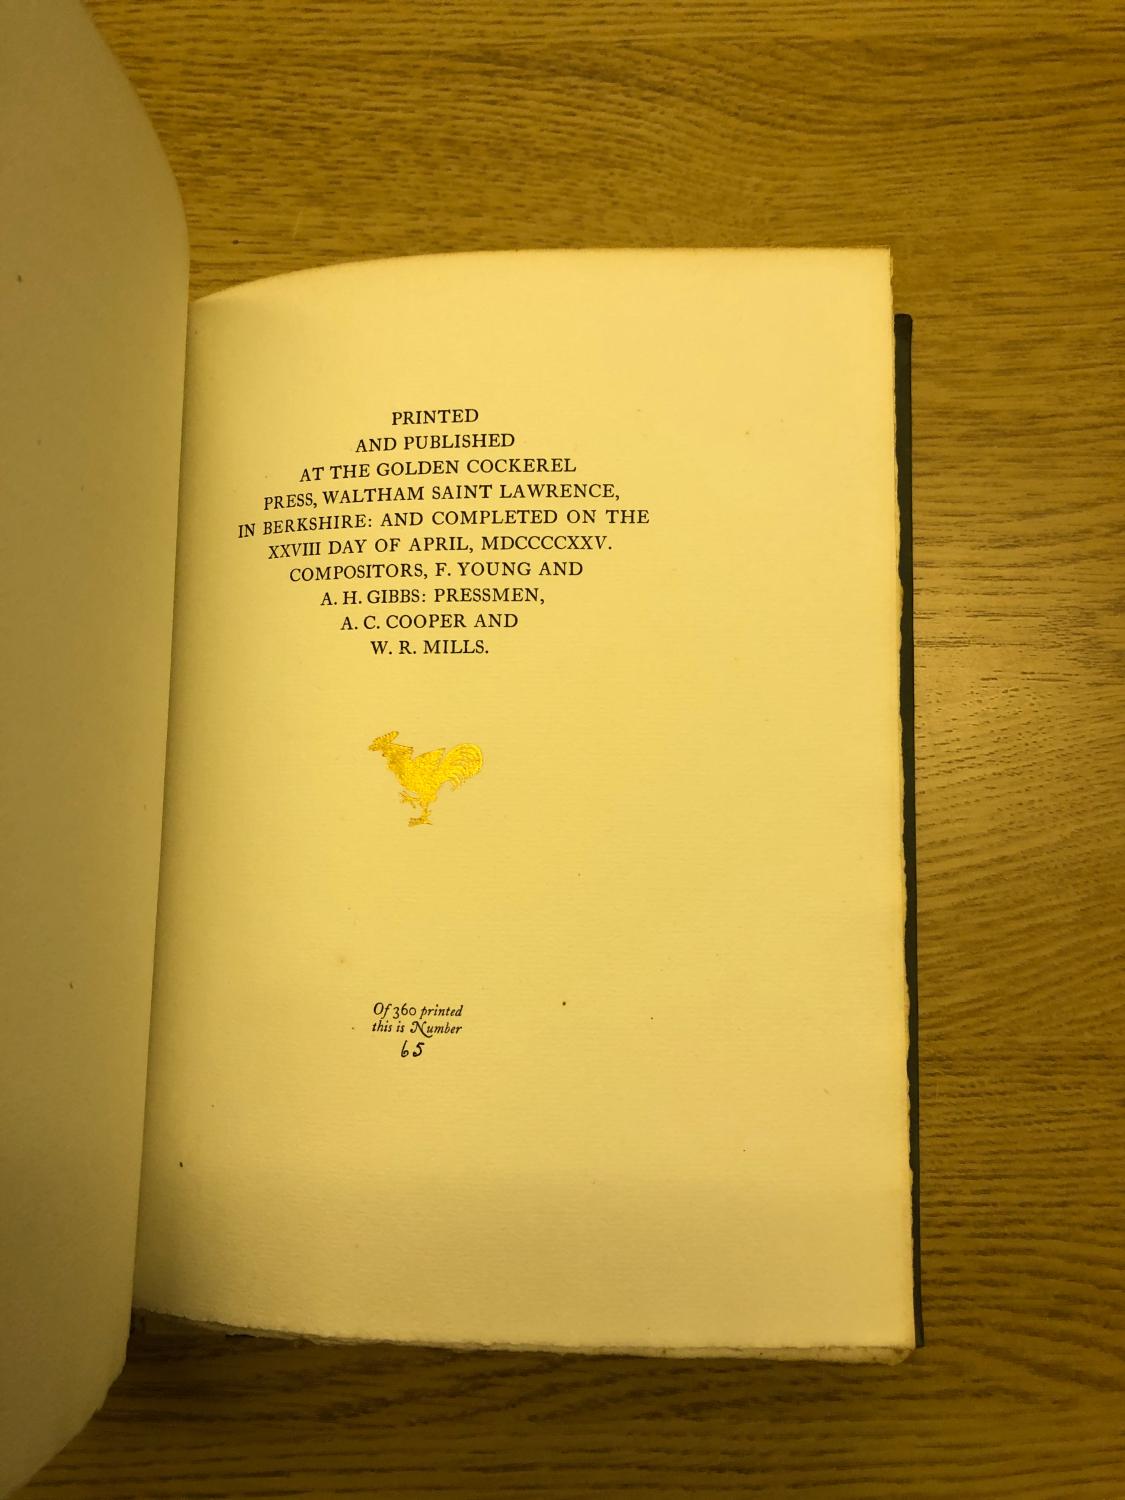 PRINTED
AND PUBLISHED
AT THE GOLDEN COCKEREL
PRESS, WALTHAM SAINT LAWRENCE,
IN BERKSHIRE: AND COMPLETED ON THE
XXVIII DAY OF APRIL, MDCCCCXXV.
COMPOSITORS, F. YOUNG AND
A. H. GIBBS: PRESSMEN,
A. C. COOPER AND
W. R. MILLS.
Of 360 printed
this is Number
65